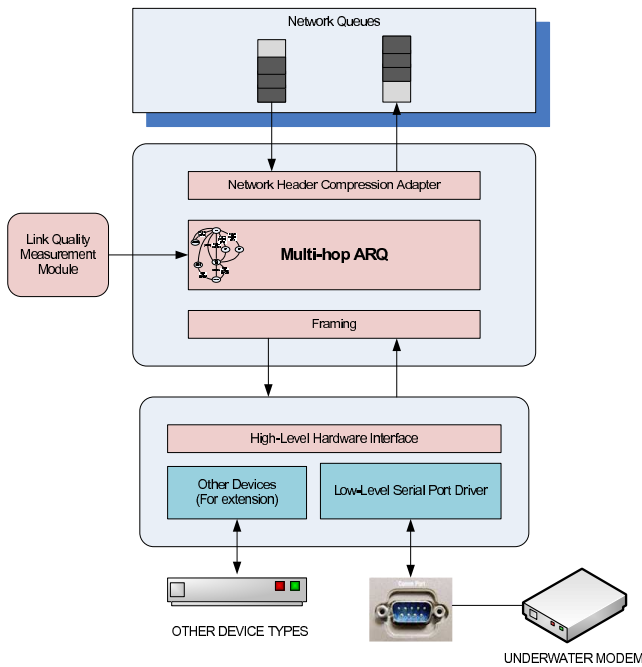 Network Queues
Network Header Compression Adapter
Link Quality
Measurement
Module
Multi-hop ARQ
Framing
High-Level Hardware Interface
Other Devices
(For extension)
Low-Level Serial Port Driver
OTHER DEVICE TYPES
UNDERWATER MODEM